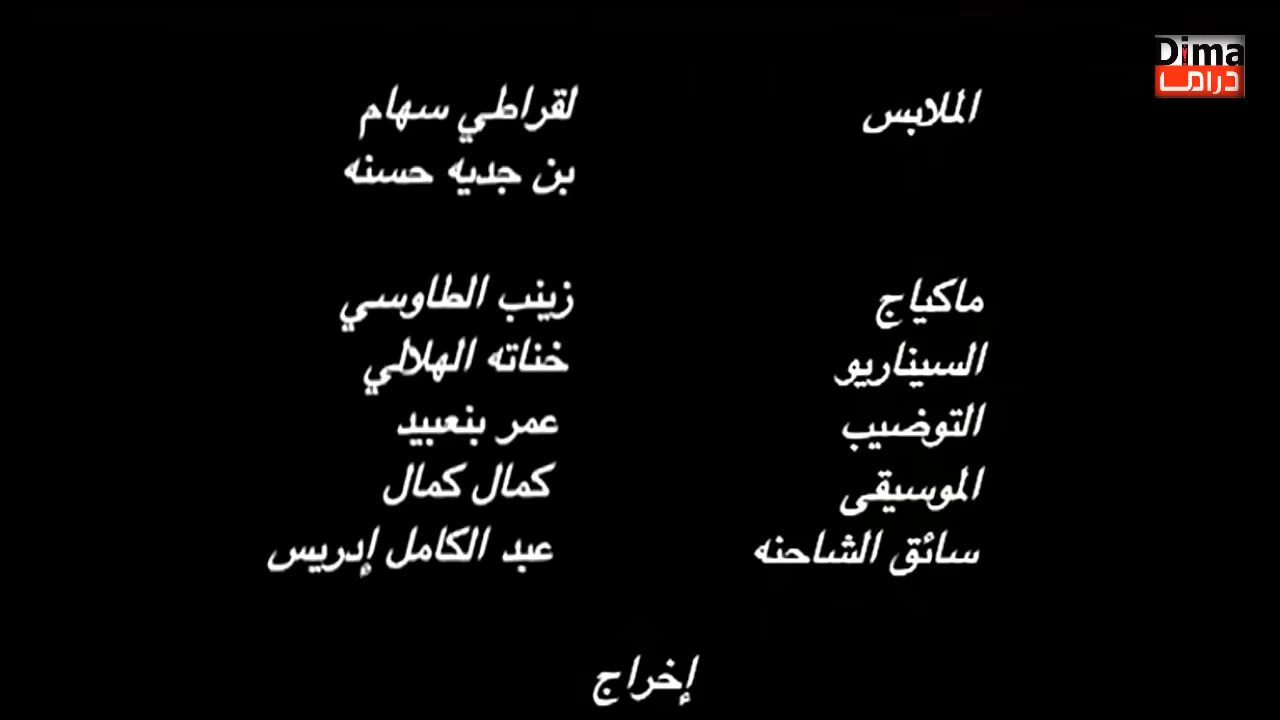 Dima
دراما
الملابس لقراطي سهام
بن جديه حسنه
ماكياج زينب الطاوسي
السيناريو خناته الهلالي
التوضيب عمر بنعبيد
الموسيقى كمال كمال
سائق الشاحنه عبد الكامل إدريس
إخراج